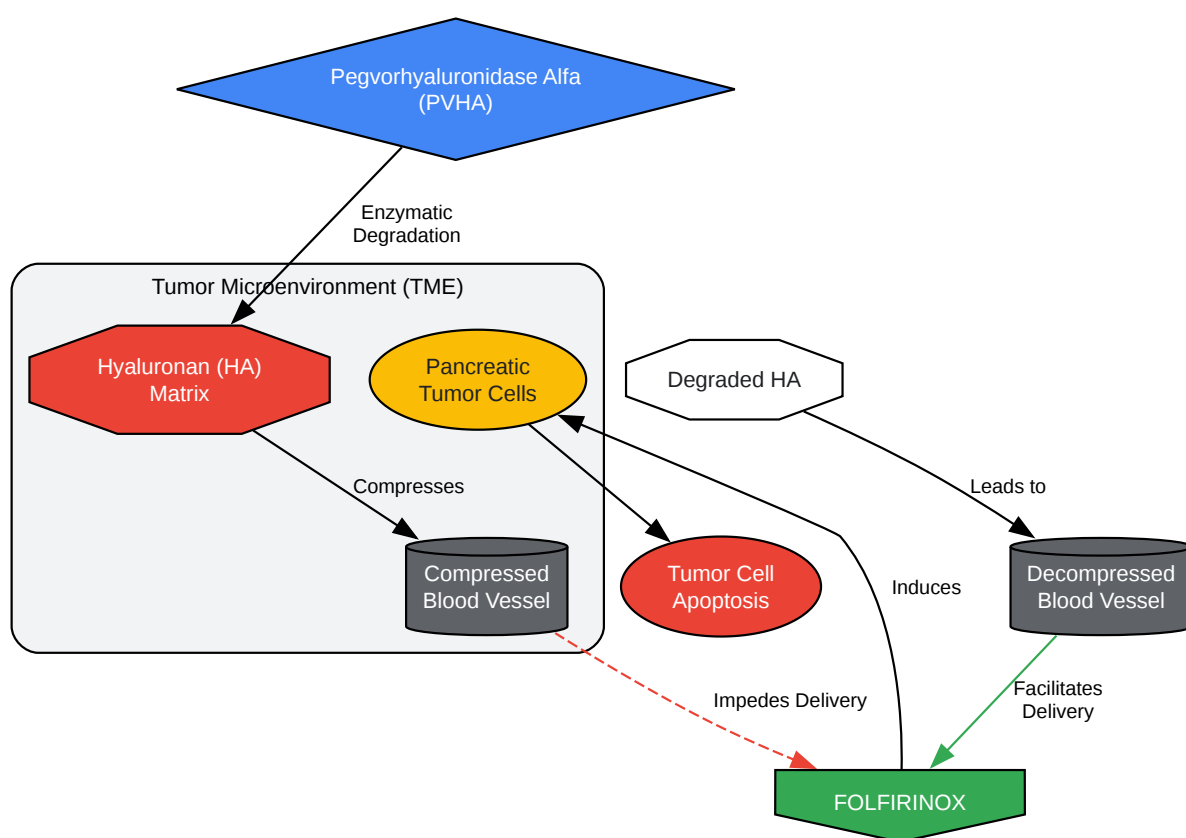 Pegvorhyaluronidase Alfa
(PVHA)
Enzymatic
Degradation
Tumor Microenvironment (TME)
Hyaluronan (HA)
Matrix
Pancreatic
Tumor Cells
Degraded HA
Compresses
Leads to
Compressed
Blood Vessel
Tumor Cell
Apoptosis
Induces
Decompressed
Blood Vessel
Impedes Delivery
Facilitates
Delivery
FOLFIRINOX